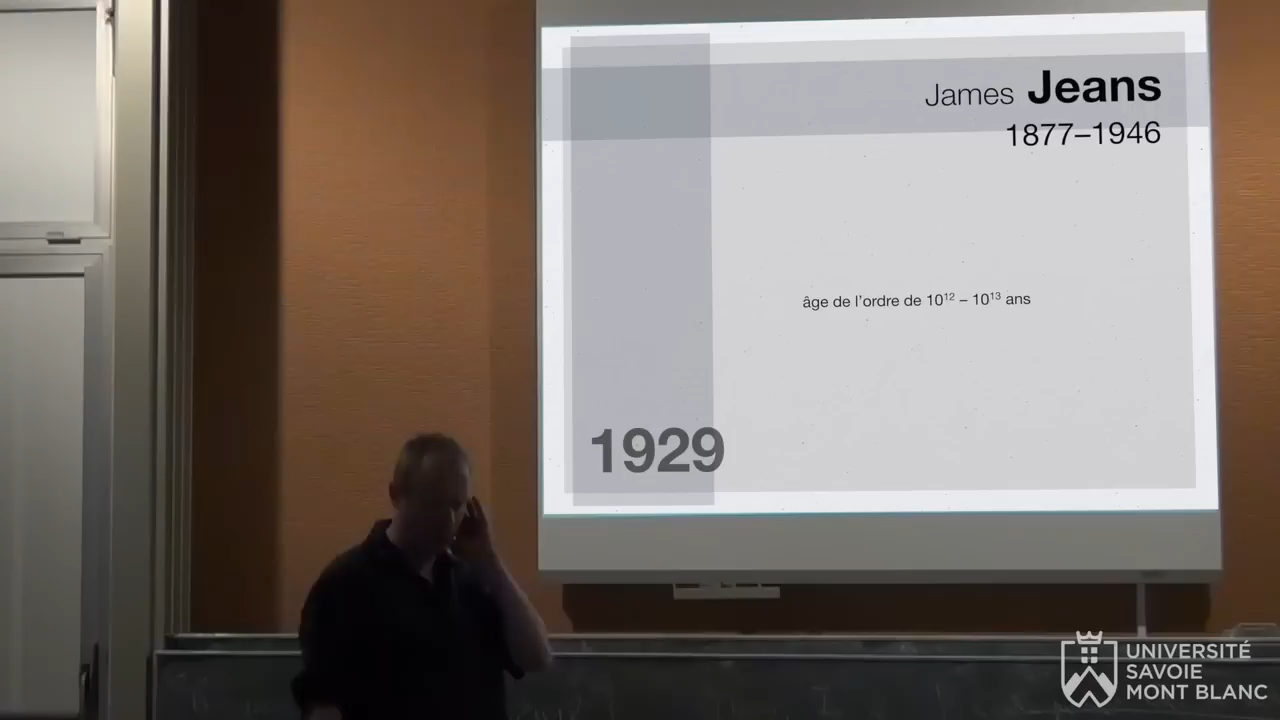 James Jeans
1877–1946
âge de l’ordre de 10¹² – 10¹³ ans
1929
UNIVERSITÉ
SAVOIE
MONT BLANC